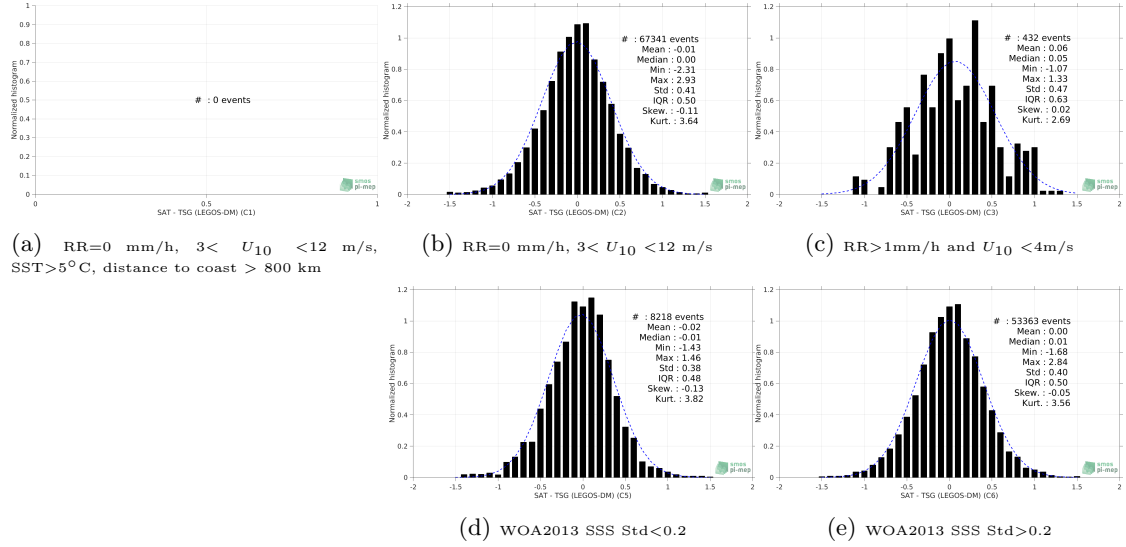 Normalized histogram
1
0.9
0.8
0.7
0.6
0.5
0.4
0.3
0.2
0.1
0
# : 0 events
smos
pi-mep
0 0.5 1
SAT - TSG (LEGOS-DM) (C1)
(a) RR=0 mm/h, 3< U10 <12 m/s,
SST>5°C, distance to coast > 800 km
Normalized histogram
1.2
1
0.8
0.6
0.4
0.2
0
# : 67341 events
Mean : -0.01
Median : 0.00
Min : -2.31
Max : 2.93
Std : 0.41
IQR : 0.50
Skew. : -0.11
Kurt. : 3.64
smos
pi-mep
-2 -1.5 -1 -0.5 0 0.5 1 1.5 2
SAT - TSG (LEGOS-DM) (C2)
(b) RR=0 mm/h, 3< U10 <12 m/s
Normalized histogram
1.2
1
0.8
0.6
0.4
0.2
0
# : 432 events
Mean : 0.06
Median : 0.05
Min : -1.07
Max : 1.33
Std : 0.47
IQR : 0.63
Skew. : 0.02
Kurt. : 2.69
smos
pi-mep
-2 -1.5 -1 -0.5 0 0.5 1 1.5 2
SAT - TSG (LEGOS-DM) (C3)
(c) RR>1mm/h and U10 <4m/s
Normalized histogram
1.2
1
0.8
0.6
0.4
0.2
0
# : 8218 events
Mean : -0.02
Median : -0.01
Min : -1.43
Max : 1.46
Std : 0.38
IQR : 0.48
Skew. : -0.13
Kurt. : 3.82
smos
pi-mep
-2 -1.5 -1 -0.5 0 0.5 1 1.5 2
SAT - TSG (LEGOS-DM) (C5)
(d) WOA2013 SSS Std<0.2
Normalized histogram
1.2
1
0.8
0.6
0.4
0.2
0
# : 53363 events
Mean : 0.00
Median : 0.01
Min : -1.68
Max : 2.84
Std : 0.40
IQR : 0.50
Skew. : -0.05
Kurt. : 3.56
smos
pi-mep
-2 -1.5 -1 -0.5 0 0.5 1 1.5 2
SAT - TSG (LEGOS-DM) (C6)
(e) WOA2013 SSS Std>0.2